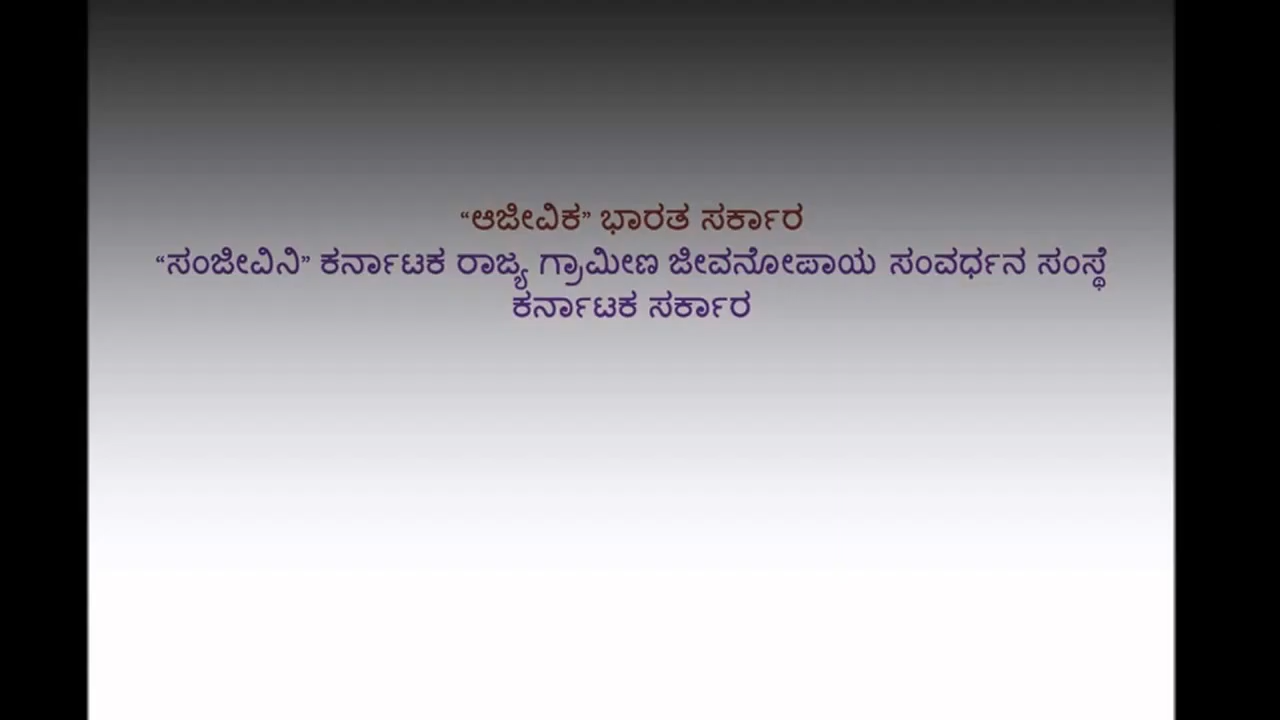 “ಆಜೀವಿಕ” ಭಾರತ ಸರ್ಕಾರ
“ಸಂಜೀವಿನಿ” ಕರ್ನಾಟಕ ರಾಜ್ಯ ಗ್ರಾಮೀಣ ಜೀವನೋಪಾಯ ಸಂವರ್ಧನ ಸಂಸ್ಥೆ
ಕರ್ನಾಟಕ ಸರ್ಕಾರ